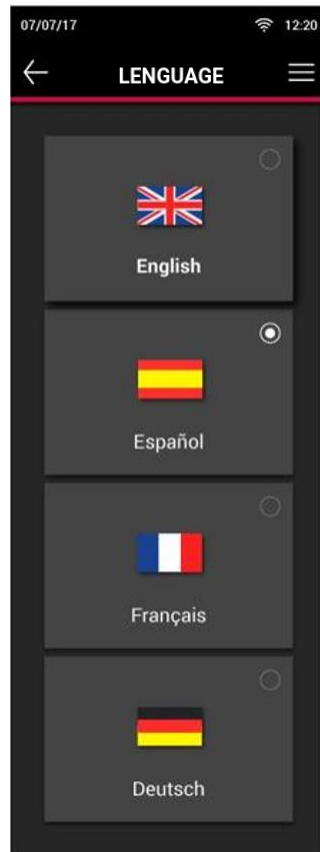 07/07/17 12:20
LENGUAGE
English
Español
Français
Deutsch